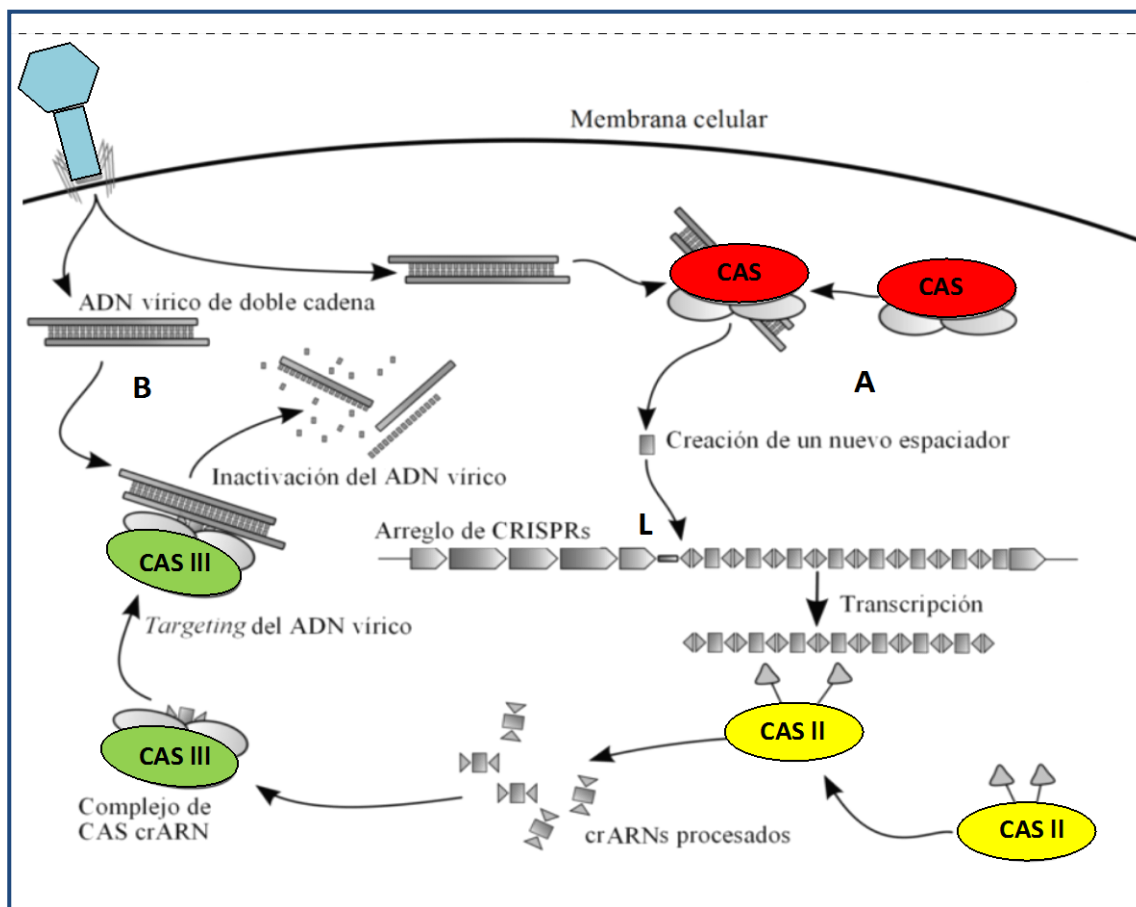 Membrana celular
CAS
CAS
ADN vírico de doble cadena
B
A
Creación de un nuevo espaciador
Inactivación del ADN vírico
L
Arreglo de CRISPRs
CAS III
Transcripción
Targeting del ADN vírico
CAS II
CAS III
Complejo de
CAS crARN
crARNs procesados
CAS II